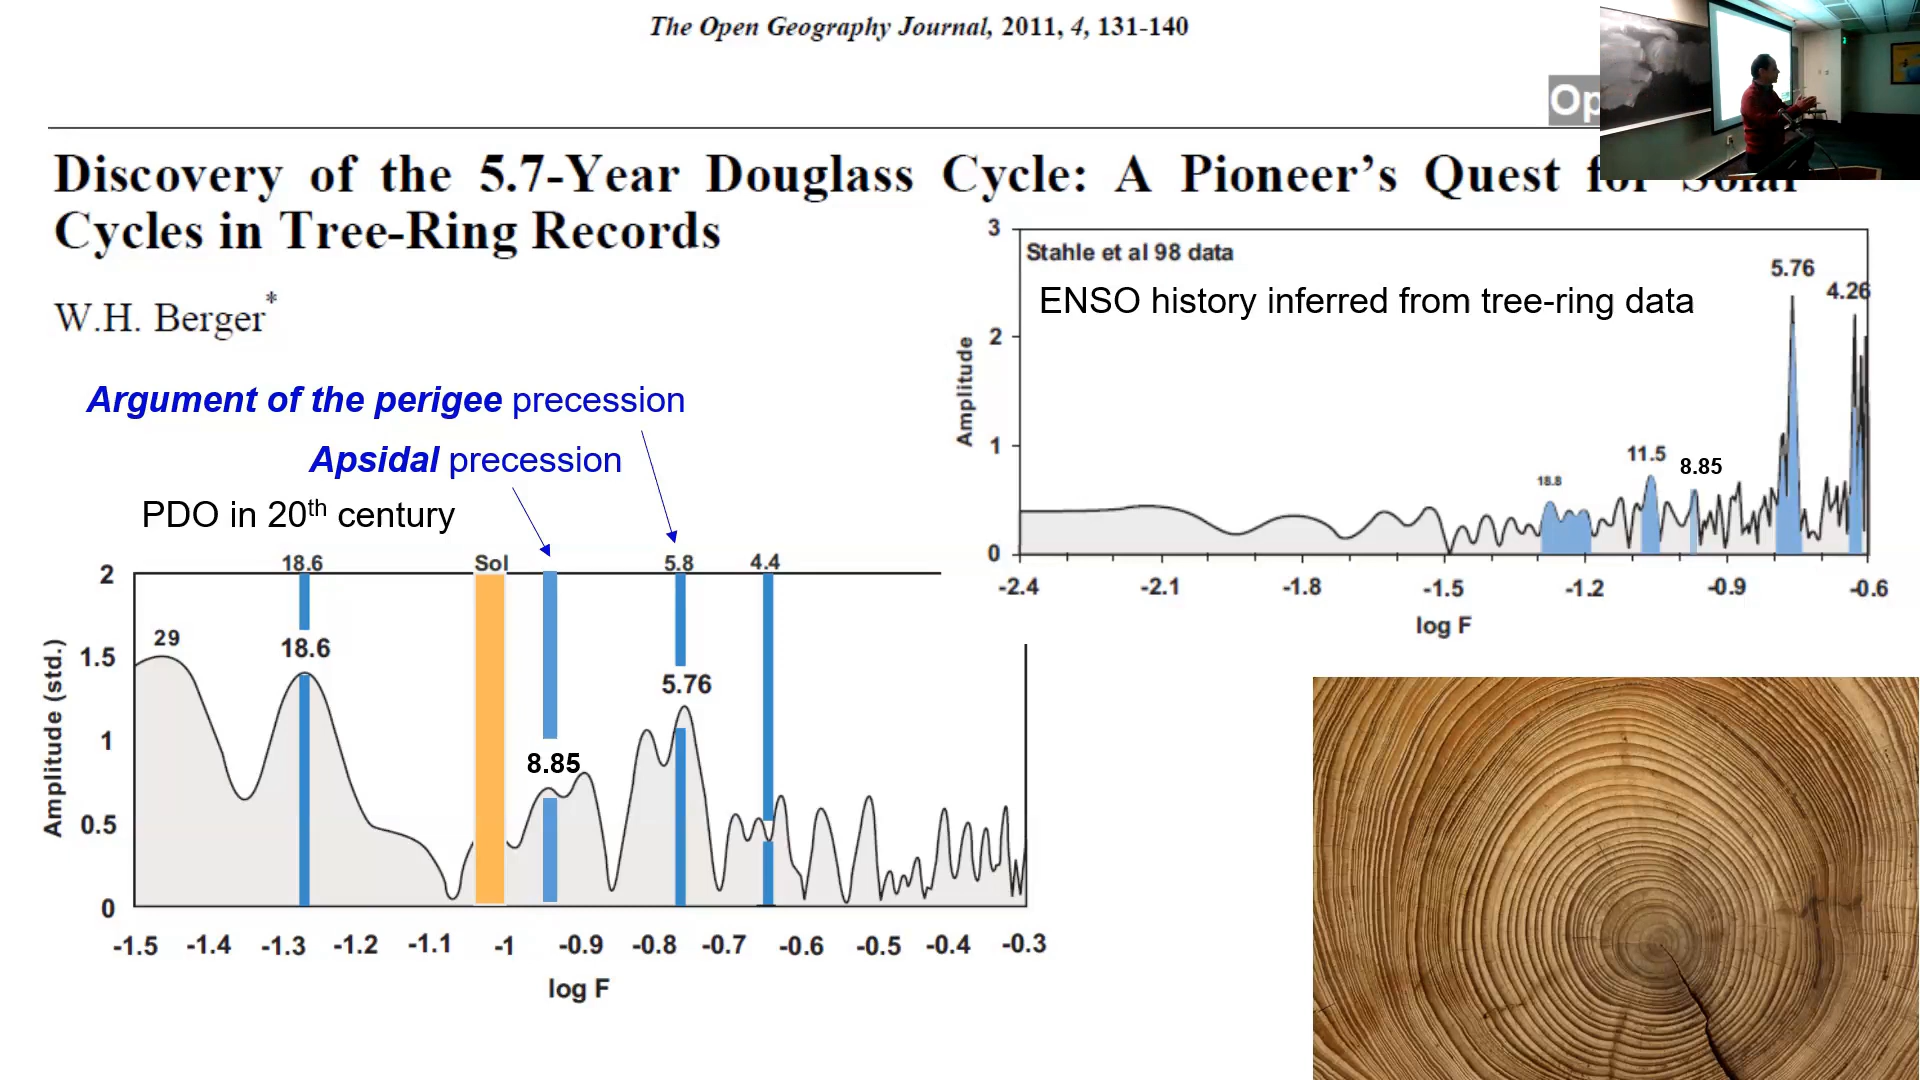 The Open Geography Journal, 2011, 4, 131-140
Op
Discovery of the 5.7-Year Douglass Cycle: A Pioneer's Quest for Solar
Cycles in Tree-Ring Records
W.H. Berger*
Argument of the perigee precession
Apsidal precession
PDO in 20th century
18.6 Sol 5.8 4.4
29
18.6
5.76
8.85
Amplitude (std.)
2
1.5
1
0.5
0
-1.5 -1.4 -1.3 -1.2 -1.1 -1 -0.9 -0.8 -0.7 -0.6 -0.5 -0.4 -0.3
log F
Stahle et al 98 data
ENSO history inferred from tree-ring data
5.76
4.26
11.5
8.85
18.8
Amplitude
3
2
1
0
-2.4 -2.1 -1.8 -1.5 -1.2 -0.9 -0.6
log F